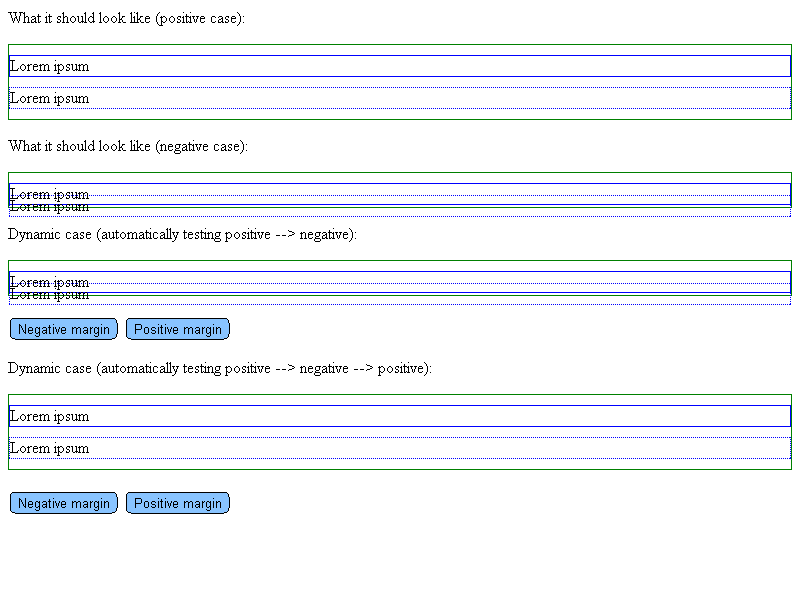 What it should look like (positive case):
Lorem ipsum
Lorem ipsum
What it should look like (negative case):
Lorem ipsum
Lorem ipsum
Dynamic case (automatically testing positive --> negative):
Lorem ipsum
Lorem ipsum
Negative margin Positive margin
Dynamic case (automatically testing positive --> negative --> positive):
Lorem ipsum
Lorem ipsum
Negative margin Positive margin